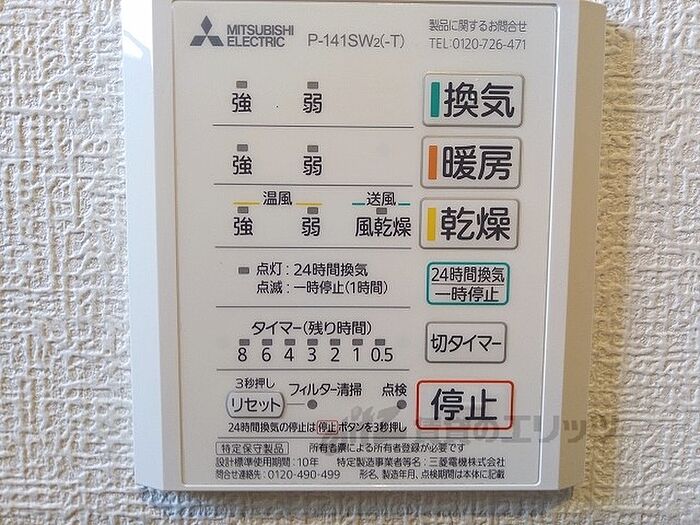 MITSUBISHI ELECTRIC P-141SW2(-T) 製品に関するお問合せ TEL:0120-726-471
強 弱 換気
強 弱 暖房
温風 送風
強 弱 風乾燥 乾燥
点灯:24時間換気
点滅:一時停止(1時間)
24時間換気
一時停止
タイマー(残り時間)
8 6 4 3 2 1 0.5
切タイマー
3秒押し
リセット フィルター清掃 点検
停止
24時間換気の停止は 停止 ボタンを3秒押し
特定保守製品 所有者票による所有者登録が必要です
設計標準使用期間:10年 特定製造事業者等名:三菱電機株式会社
問合せ連絡先:0120-490-499 形名、製造年月、点検期間は本体に記載